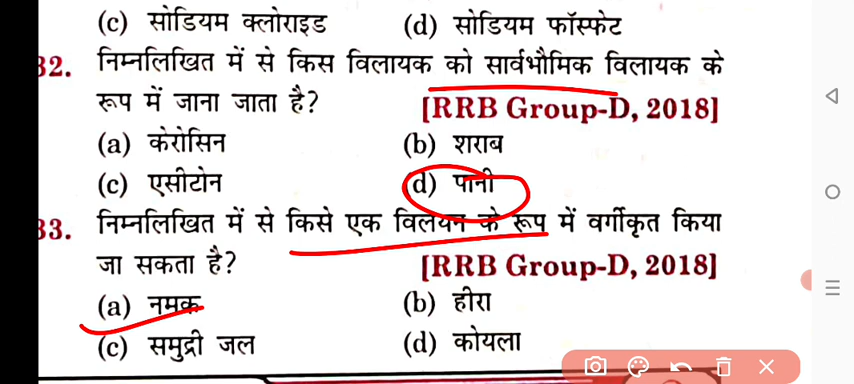 (c) सोडियम क्लोराइड (d) सोडियम फॉस्फेट
32. निम्नलिखित में से किस विलायक को सार्वभौमिक विलायक के
रूप में जाना जाता है? [RRB Group-D, 2018]
(a) केरोसिन (b) शराब
(c) एसीटोन (d) पानी
33. निम्नलिखित में से किसे एक विलयन के रूप में वर्गीकृत किया
जा सकता है? [RRB Group-D, 2018]
(a) नमक (b) हीरा
(c) समुद्री जल (d) कोयला